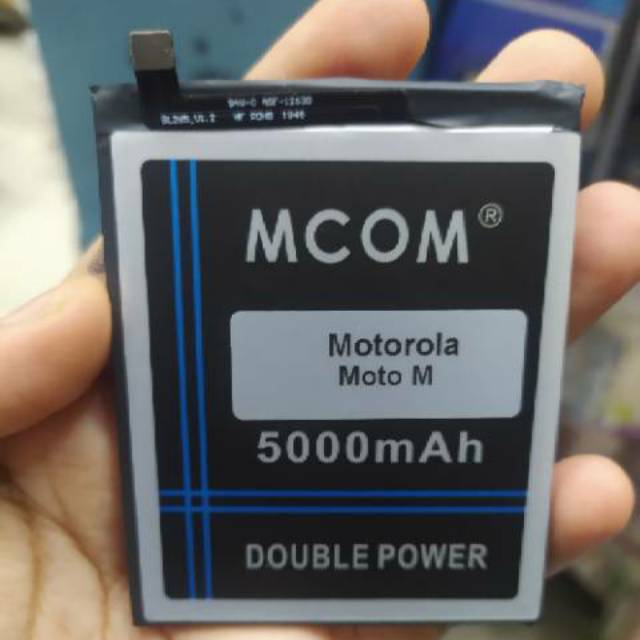 MCOM®
Motorola
Moto M
5000mAh
DOUBLE POWER